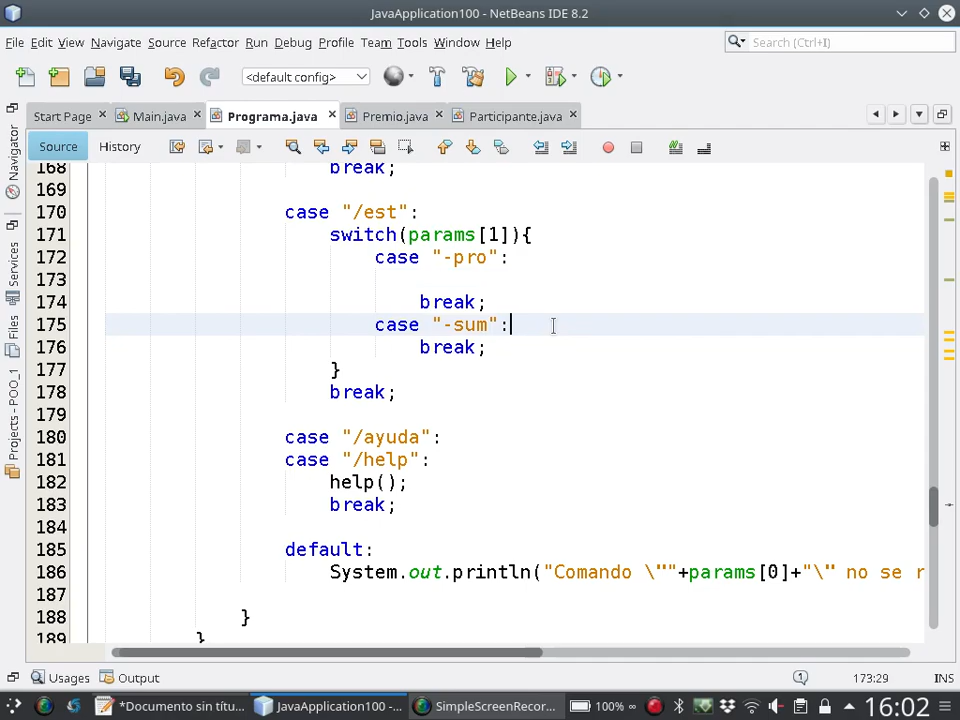 JavaApplication100 - NetBeans IDE 8.2
File Edit View Navigate Source Refactor Run Debug Profile Team Tools Window Help
Search (Ctrl+I)
<default config>
Start Page Main.java Programa.java Premio.java Participante.java
Source History
Navigator
Services
Files
Projects - POO_1
168 break;
169
170 case "/est":
171 switch(params[1]){
172 case "-pro":
173
174 break;
175 case "-sum":
176 break;
177 }
178 break;
179
180 case "/ayuda":
181 case "/help":
182 help();
183 break;
184
185 default:
186 System.out.println("Comando \""+params[0]+"\" no se r
187
188 }
189 }
Usages Output
1 173:29 INS
*Documento sin títu... JavaApplication100 -... SimpleScreenRecor... 100% ∞ 16:02